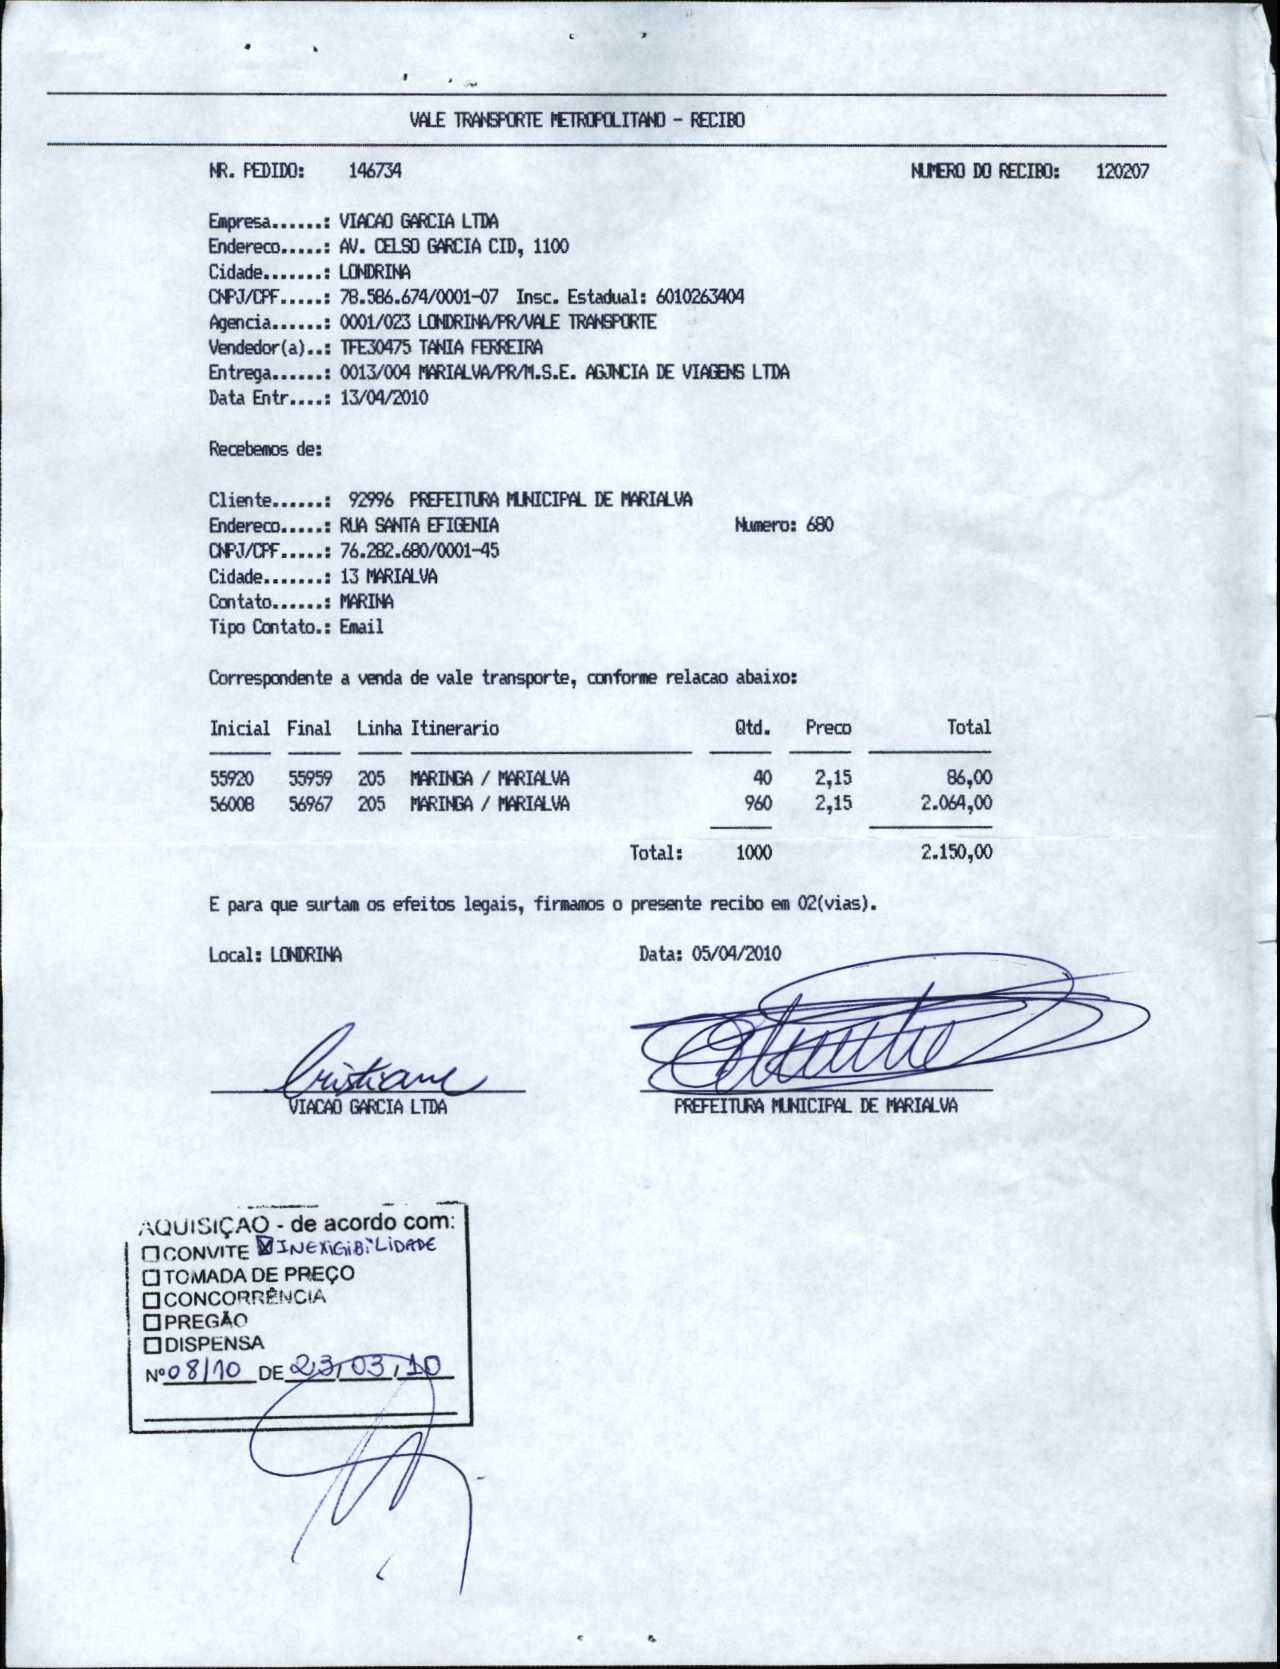 VALE TRANSPORTE METROPOLITANO - RECIBO
NR. PEDIDO: 146734 NUMERO DO RECIBO: 120207
Empresa......: VIACAO GARCIA LTDA
Endereco.....: AV. CELSO GARCIA CID, 1100
Cidade.......: LONDRINA
CNPJ/CPF.....: 78.586.674/0001-07 Insc. Estadual: 6010263404
Agencia......: 0001/023 LONDRINA/PR/VALE TRANSPORTE
Vendedor(a)..: TFE30475 TANIA FERREIRA
Entrega......: 0013/004 MARIALVA/PR/M.S.E. AGJNCIA DE VIAGENS LTDA
Data Entr....: 13/04/2010
Recebemos de:
Cliente......: 92996 PREFEITURA MUNICIPAL DE MARIALVA
Endereco.....: RUA SANTA EFIGENIA Numero: 680
CNPJ/CPF.....: 76.282.680/0001-45
Cidade.......: 13 MARIALVA
Contato......: MARINA
Tipo Contato.: Email
Correspondente a venda de vale transporte, conforme relacao abaixo:
Inicial Final Linha Itinerario Qtd. Preco Total
55920 55959 205 MARINGA / MARIALVA 40 2,15 86,00
56008 56967 205 MARINGA / MARIALVA 960 2,15 2.064,00
Total: 1000 2.150,00
E para que surtam os efeitos legais, firmamos o presente recibo em 02(vias).
Local: LONDRINA Data: 05/04/2010
Cristiane
VIACAO GARCIA LTDA PREFEITURA MUNICIPAL DE MARIALVA
AQUISIÇÃO - de acordo com:
CONVITE INEXIGIBILIDADE
TOMADA DE PREÇO
CONCORRÊNCIA
PREGÃO
DISPENSA
Nº 08/10 DE 23/03/10